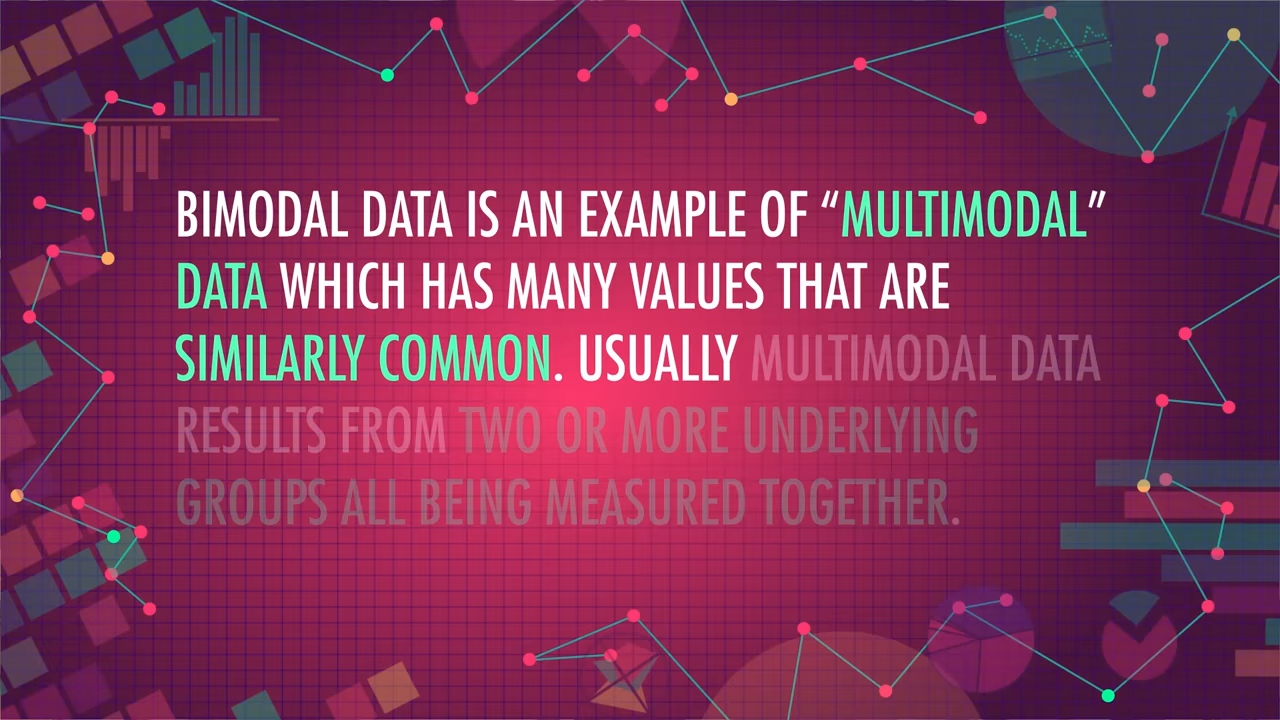 BIMODAL DATA IS AN EXAMPLE OF “MULTIMODAL”
DATA WHICH HAS MANY VALUES THAT ARE
SIMILARLY COMMON. USUALLY MULTIMODAL DATA
RESULTS FROM TWO OR MORE UNDERLYING
GROUPS ALL BEING MEASURED TOGETHER.